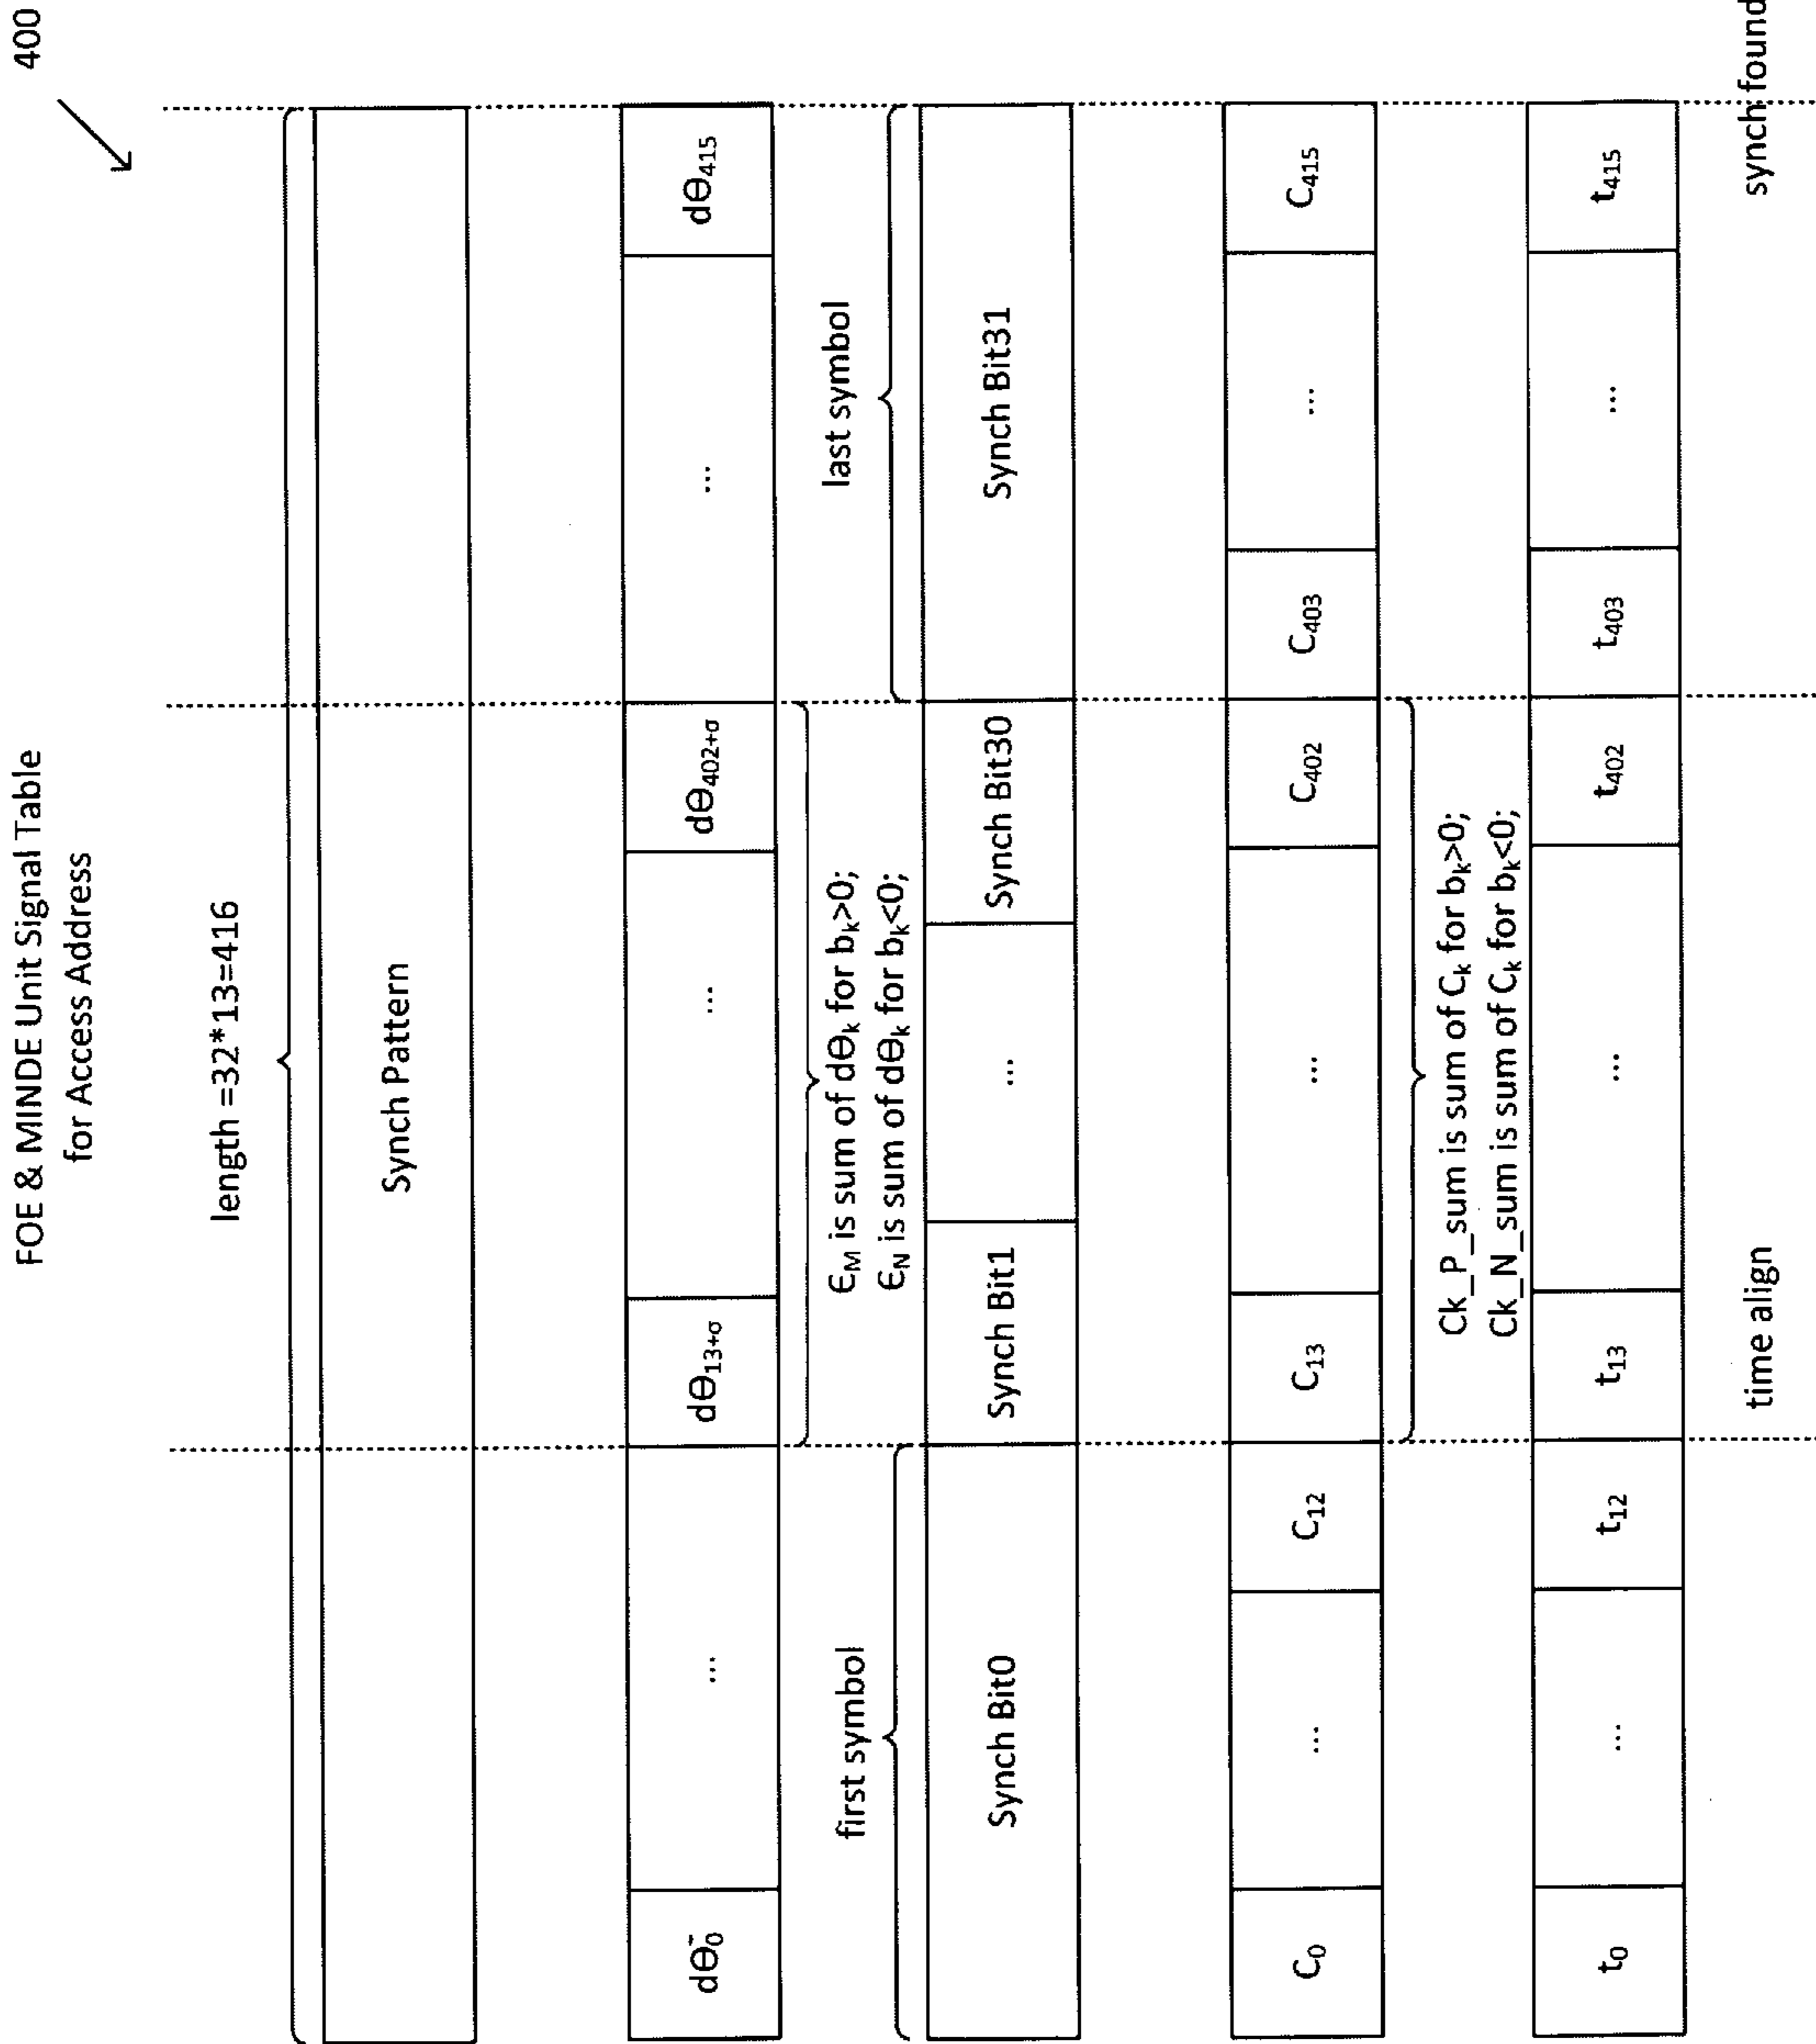 FOE & MINDE Unit Signal Table
for Access Address
400
length =32*13=416
Synch Pattern
dΘ₀ ... dΘ₁₃₊σ ... dΘ₄₀₂₊σ ... dΘ₄₁₅
ЄM is sum of dΘₖ for bₖ>0;
ЄN is sum of dΘₖ for bₖ<0;
first symbol
last symbol
Synch Bit0 Synch Bit1 ... Synch Bit30 Synch Bit31
C₀ ... C₁₂ C₁₃ ... C₄₀₂ C₄₀₃ ... C₄₁₅
Ck_P_sum is sum of Cₖ for bₖ>0;
Ck_N_sum is sum of Cₖ for bₖ<0;
t₀ ... t₁₂ t₁₃ ... t₄₀₂ t₄₀₃ ... t₄₁₅
time align
synch found